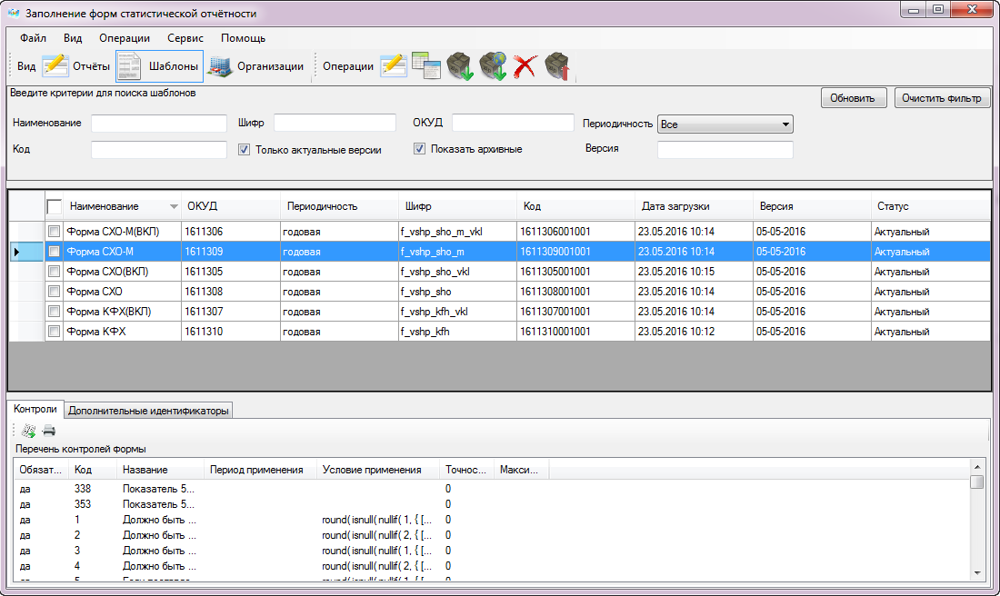 Заполнение форм статистической отчётности
Файл Вид Операции Сервис Помощь
Вид Отчёты Шаблоны Организации Операции
Введите критерии для поиска шаблонов
Обновить Очистить фильтр
Наименование Шифр ОКУД Периодичность Все
Код Только актуальные версии Показать архивные Версия
Наименование ОКУД Периодичность Шифр Код Дата загрузки Версия Статус
Форма СХО-М(ВКП) 1611306 годовая f_vshp_sho_m_vkl 1611306001001 23.05.2016 10:14 05-05-2016 Актуальный
Форма СХО-М 1611309 годовая f_vshp_sho_m 1611309001001 23.05.2016 10:14 05-05-2016 Актуальный
Форма СХО(ВКП) 1611305 годовая f_vshp_sho_vkl 1611305001001 23.05.2016 10:15 05-05-2016 Актуальный
Форма СХО 1611308 годовая f_vshp_sho 1611308001001 23.05.2016 10:14 05-05-2016 Актуальный
Форма КФХ(ВКП) 1611307 годовая f_vshp_kfh_vkl 1611307001001 23.05.2016 10:14 05-05-2016 Актуальный
Форма КФХ 1611310 годовая f_vshp_kfh 1611310001001 23.05.2016 10:12 05-05-2016 Актуальный
Контроли Дополнительные идентификаторы
Перечень контролей формы
Обязат... Код Название Период применения Условие применения Точнос... Макси...
да 338 Показатель 5... 0
да 353 Показатель 5... 0
да 1 Должно быть ... round( isnull( nullif( 1, { [... 0
да 2 Должно быть ... round( isnull( nullif( 2, { [... 0
да 3 Должно быть ... round( isnull( nullif( 1, { [... 0
да 4 Должно быть ... round( isnull( nullif( 2, { [... 0